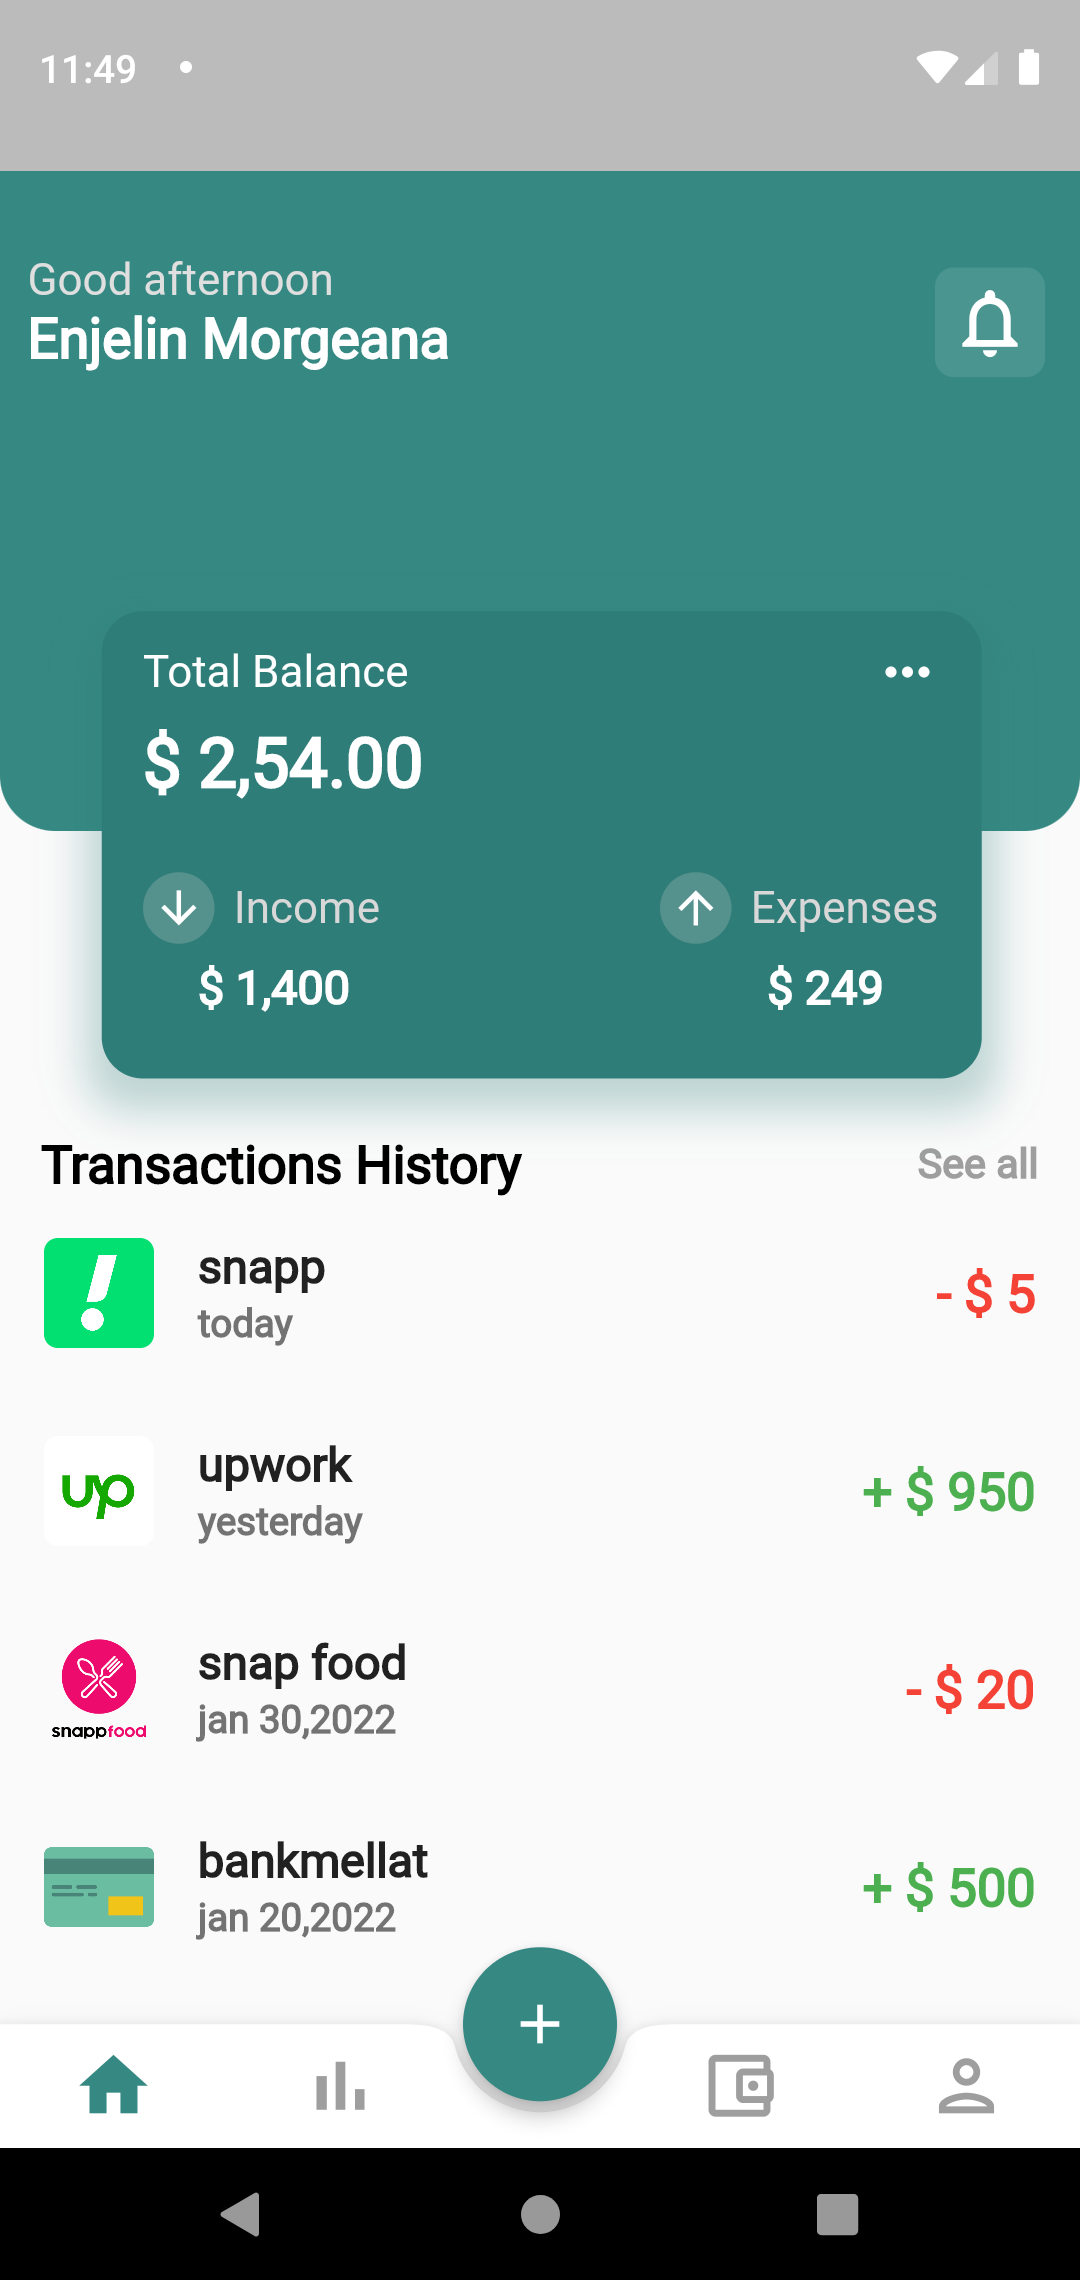 11:49
Good afternoon
Enjelin Morgeana
Total Balance
$ 2,54.00
Income
Expenses
$ 1,400
$ 249
Transactions History
See all
snapp
today
- $ 5
up
upwork
yesterday
+ $ 950
snappfood
snap food
jan 30,2022
- $ 20
bankmellat
jan 20,2022
+ $ 500